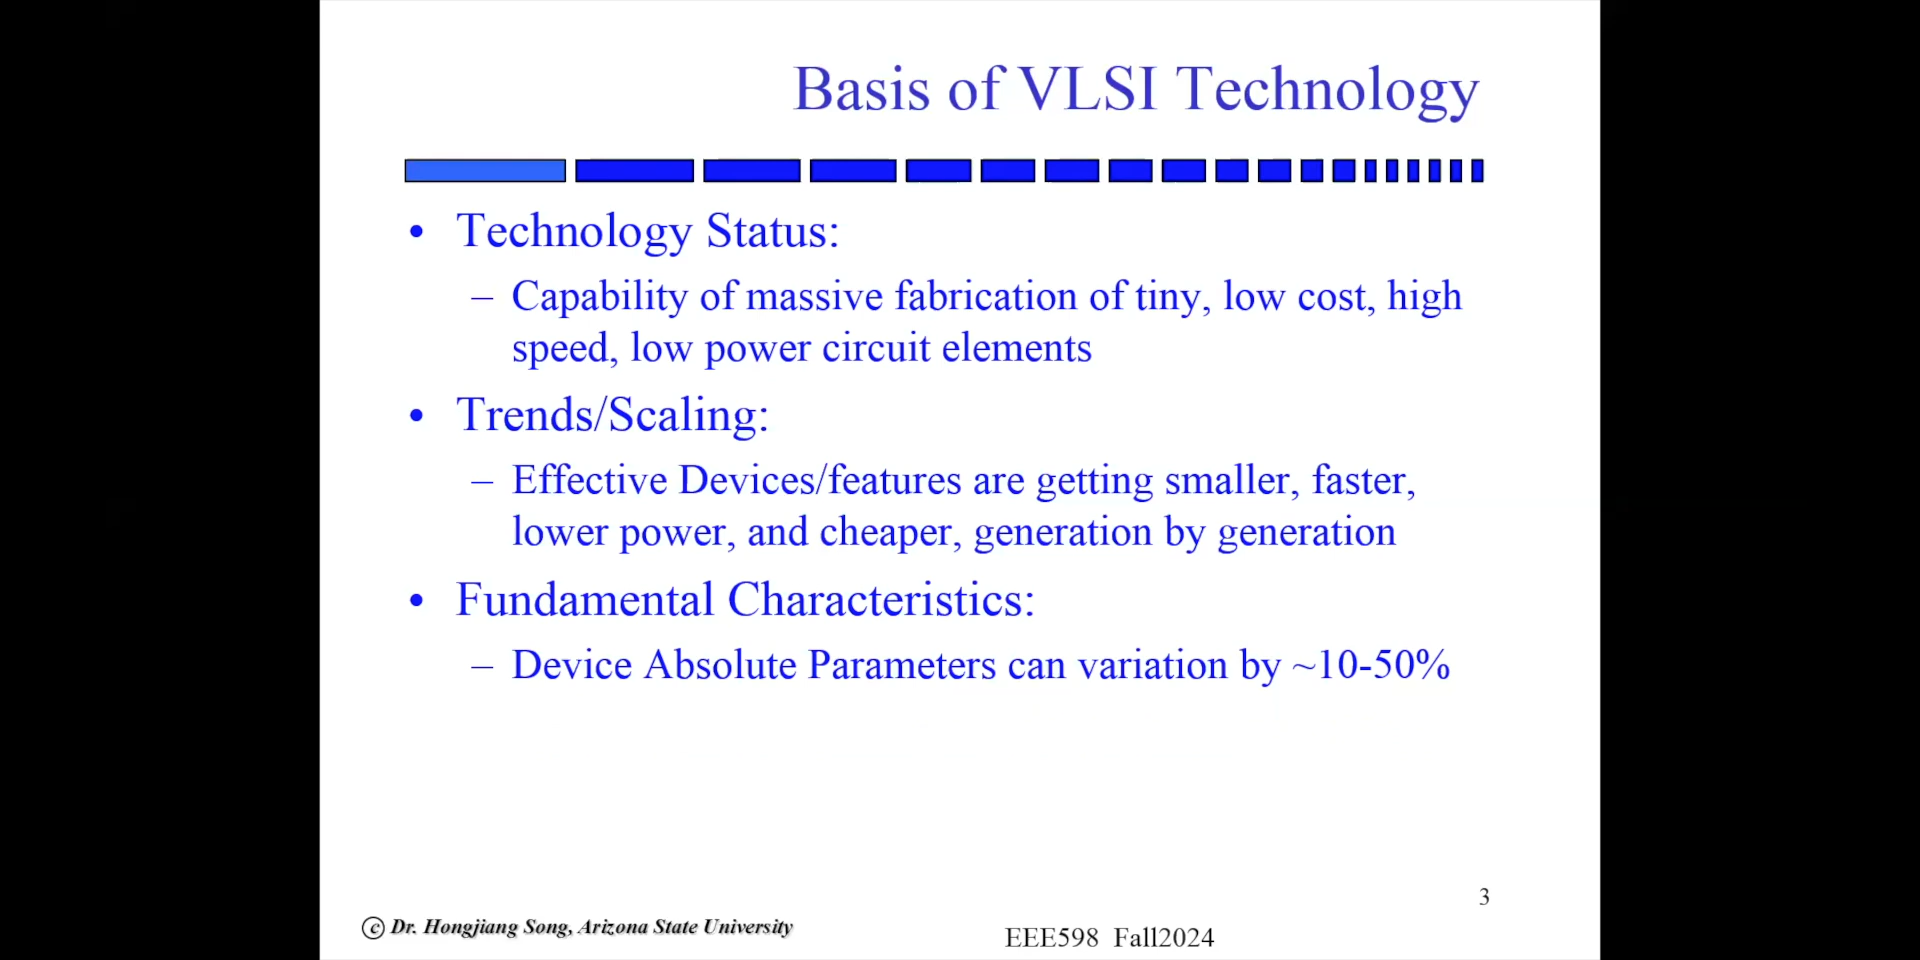 Basis of VLSI Technology
• Technology Status:
– Capability of massive fabrication of tiny, low cost, high
speed, low power circuit elements
• Trends/Scaling:
– Effective Devices/features are getting smaller, faster,
lower power, and cheaper, generation by generation
• Fundamental Characteristics:
– Device Absolute Parameters can variation by ~10-50%
3
© Dr. Hongjiang Song, Arizona State University
EEE598 Fall2024